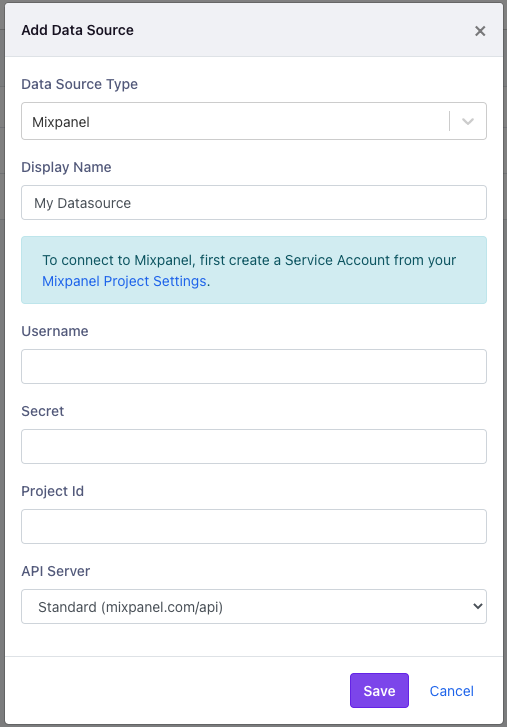 Add Data Source
×
Data Source Type
Mixpanel
Display Name
My Datasource
To connect to Mixpanel, first create a Service Account from your
Mixpanel Project Settings.
Username
Secret
Project Id
API Server
Standard (mixpanel.com/api)
Save Cancel